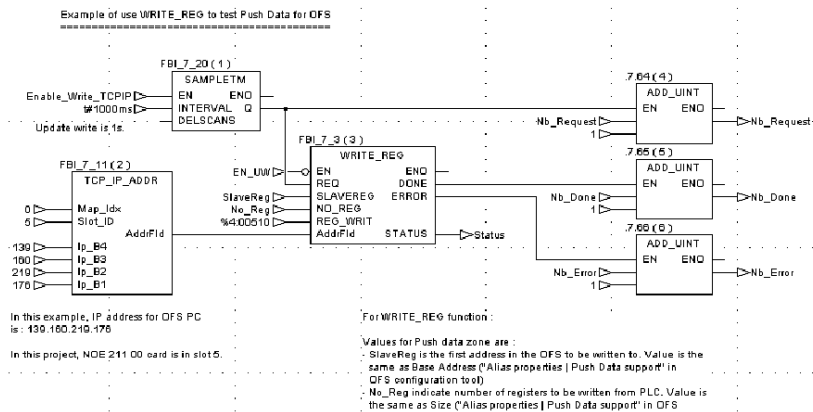 Example of use WRITE_REG to test Push Data for OFS
==========================================
FBI_7_20 (1)
SAMPLETM
Enable_Write_TCPIP EN ENO
t#1000ms INTERVAL Q
DELSCANS
Update write is 1s.
FBI_7_11 (2)
TCP_IP_ADDR
0 Map_Idx
5 Slot_ID
AddrFld
139 Ip_B4
160 Ip_B3
219 Ip_B2
176 Ip_B1
FBI_7_3 (3)
WRITE_REG
EN_UW EN ENO
REQ DONE
SlaveReg SLAVEREG ERROR
No_Reg NO_REG
%4:00510 REG_WRIT
AddrFld STATUS Status
.7.64 (4)
ADD_UINT
EN ENO
Nb_Request Nb_Request
1
.7.65 (5)
ADD_UINT
EN ENO
Nb_Done Nb_Done
1
.7.66 (6)
ADD_UINT
EN ENO
Nb_Error Nb_Error
1
In this example, IP address for OFS PC
is : 139.160.219.176
In this project, NOE 211 00 card is in slot 5.
For WRITE_REG function :
Values for Push data zone are :
- SlaveReg is the first address in the OFS to be written to. Value is the
same as Base Address ("Alias properties | Push Data support" in
OFS configuration tool)
- No_Reg indicate number of registers to be written from PLC. Value is
the same as Size ("Alias properties | Push Data support" in OFS